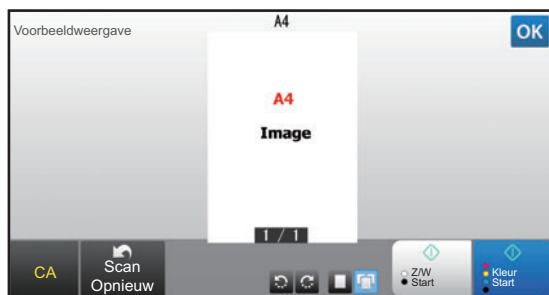 A4
Voorbeeldweergave
OK
A4
Image
1 / 1
CA
Scan
Opnieuw
Z/W
Start
Kleur
Start